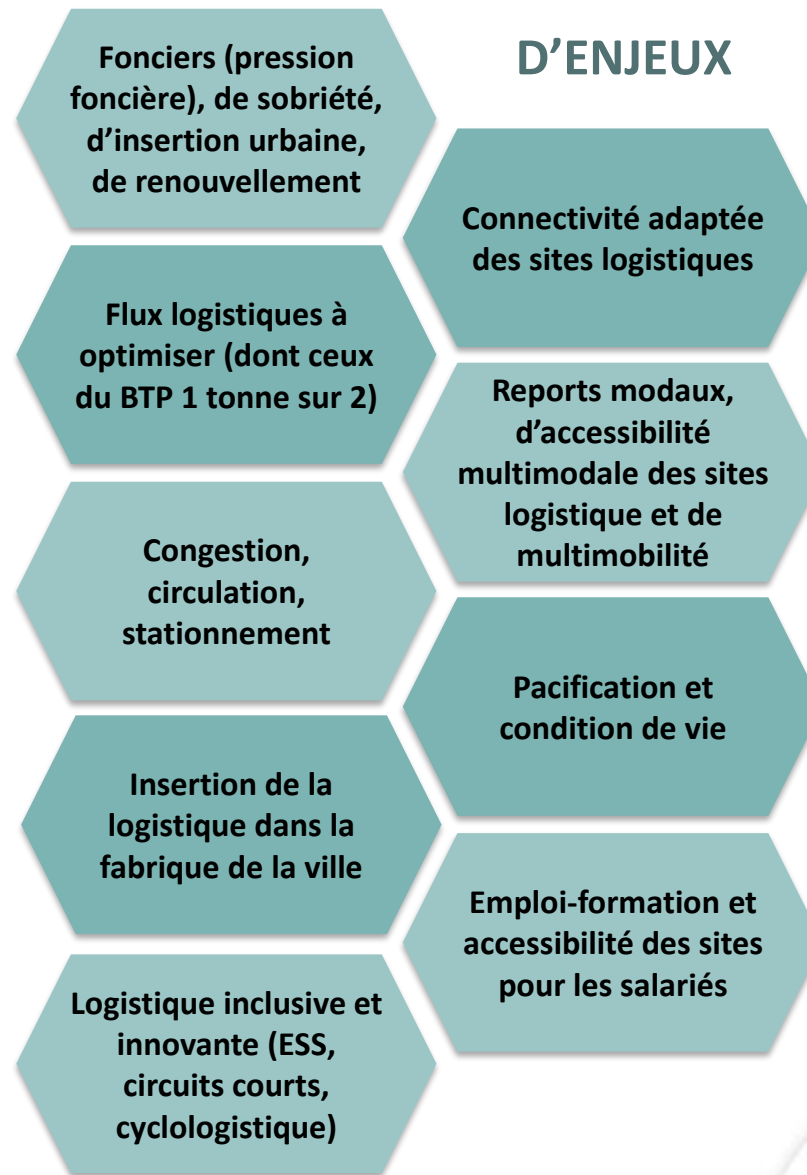 D'ENJEUX
Fonciers (pression
foncière), de sobriété,
d'insertion urbaine,
de renouvellement
Connectivité adaptée
des sites logistiques
Flux logistiques à
optimiser (dont ceux
du BTP 1 tonne sur 2)
Reports modaux,
d'accessibilité
multimodale des sites
logistique et de
multimobilité
Congestion,
circulation,
stationnement
Pacification et
condition de vie
Insertion de la
logistique dans la
fabrique de la ville
Emploi-formation et
accessibilité des sites
pour les salariés
Logistique inclusive et
innovante (ESS,
circuits courts,
cyclologistique)